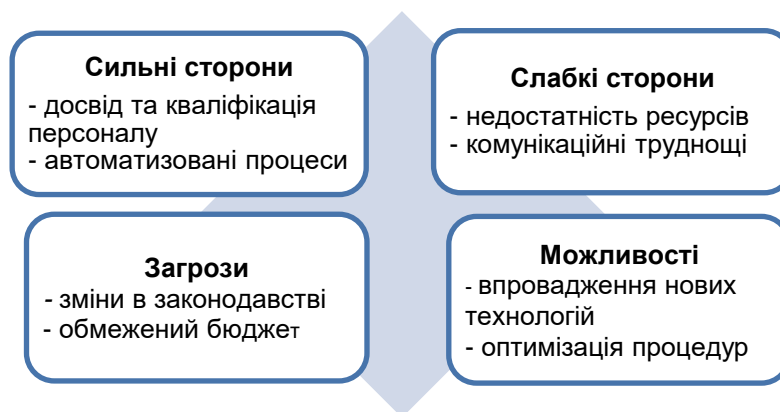 Сильні сторони
- досвід та кваліфікація
персоналу
- автоматизовані процеси
Слабкі сторони
- недостатність ресурсів
- комунікаційні труднощі
Загрози
- зміни в законодавстві
- обмежений бюджет
Можливості
- впровадження нових
технологій
- оптимізація процедур